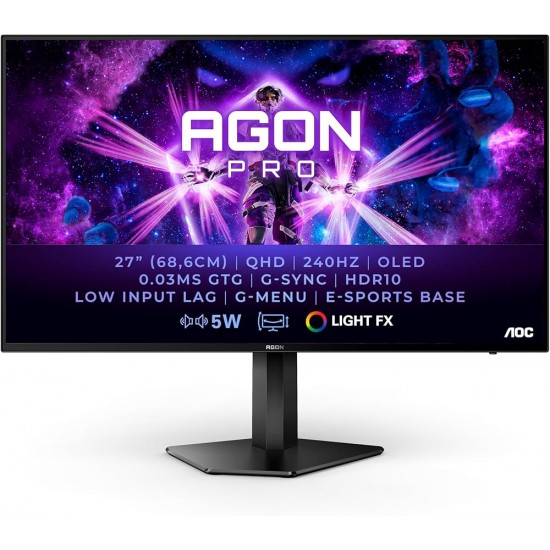 AGON
PRO
27” (68,6CM) | QHD | 240HZ | OLED
0.03MS GTG | G-SYNC | HDR10
LOW INPUT LAG | G-MENU | E-SPORTS BASE
5W LIGHT FX
AOC
AGON